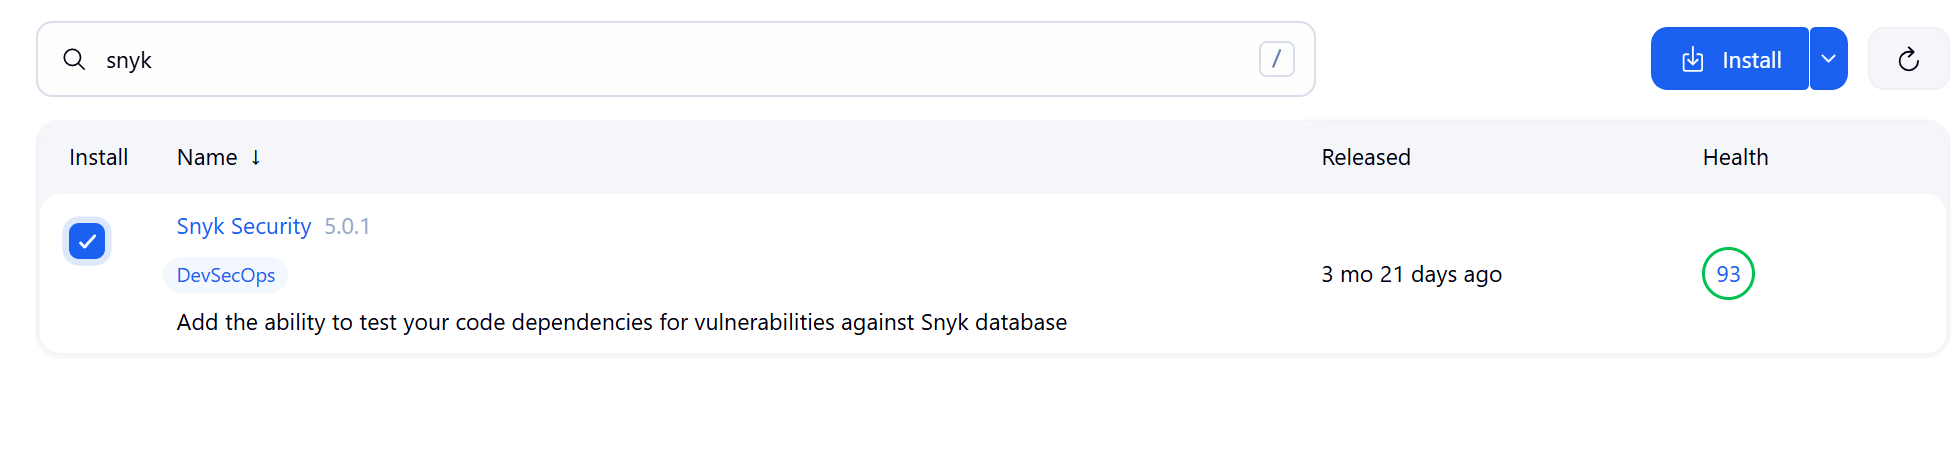 snyk /
Install
Install Name ↓ Released Health
Snyk Security 5.0.1
DevSecOps
3 mo 21 days ago 93
Add the ability to test your code dependencies for vulnerabilities against Snyk database